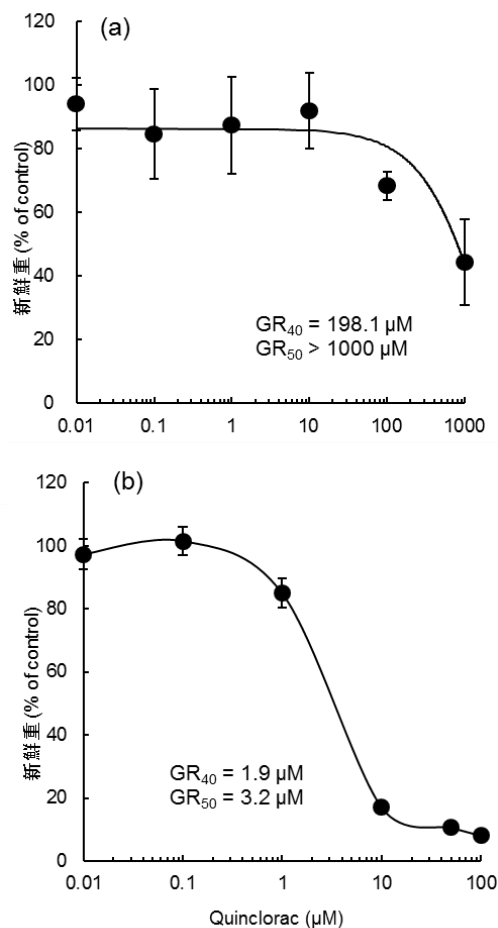 (a)
120
100
80
60
40
20
0
新鮮重 (% of control)
GR40 = 198.1 µM
GR50 > 1000 µM
0.01 0.1 1 10 100 1000
(b)
120
100
80
60
40
20
0
新鮮重 (% of control)
GR40 = 1.9 µM
GR50 = 3.2 µM
0.01 0.1 1 10 100
Quinclorac (µM)